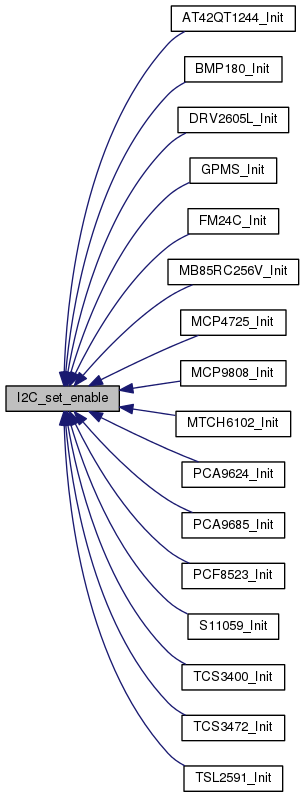 AT42QT1244_Init
BMP180_Init
DRV2605L_Init
GPMS_Init
FM24C_Init
MB85RC256V_Init
MCP4725_Init
MCP9808_Init
I2C_set_enable
MTCH6102_Init
PCA9624_Init
PCA9685_Init
PCF8523_Init
S11059_Init
TCS3400_Init
TCS3472_Init
TSL2591_Init